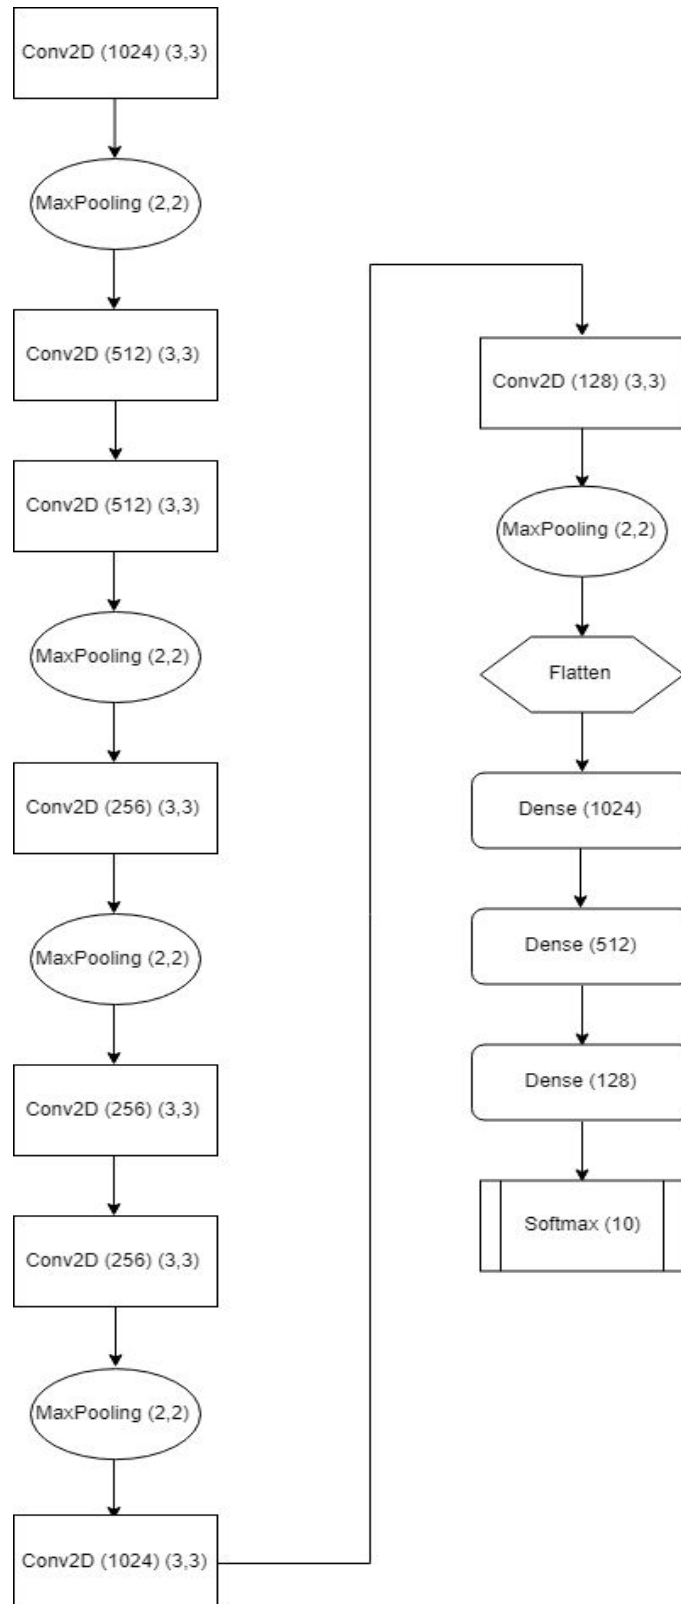 Conv2D (1024) (3,3)
MaxPooling (2,2)
Conv2D (512) (3,3)
Conv2D (512) (3,3)
MaxPooling (2,2)
Conv2D (256) (3,3)
MaxPooling (2,2)
Conv2D (256) (3,3)
Conv2D (256) (3,3)
MaxPooling (2,2)
Conv2D (1024) (3,3)
Conv2D (128) (3,3)
MaxPooling (2,2)
Flatten
Dense (1024)
Dense (512)
Dense (128)
Softmax (10)